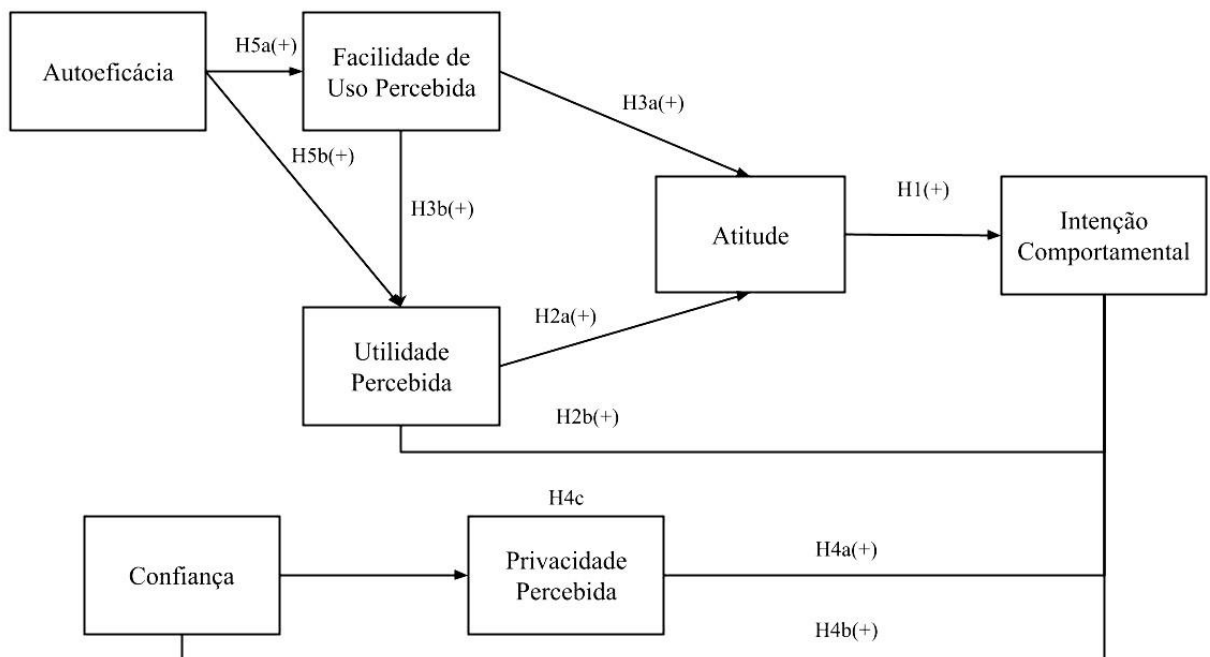 H5a(+)
Autoeficácia
Facilidade de
Uso Percebida
H3a(+)
H5b(+)
H3b(+)
H1(+)
Atitude
Intenção
Comportamental
H2a(+)
Utilidade
Percebida
H2b(+)
H4c
Confiança
Privacidade
Percebida
H4a(+)
H4b(+)